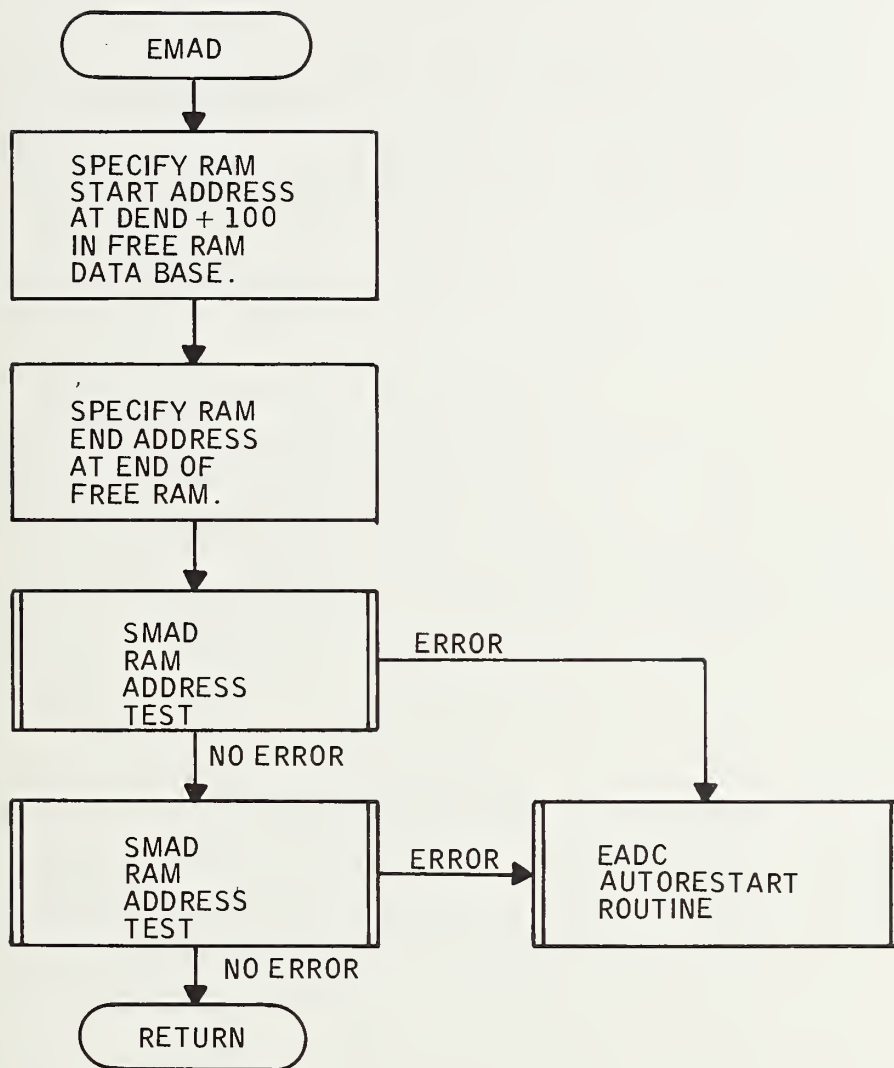 EMAD
SPECIFY RAM
START ADDRESS
AT DEND + 100
IN FREE RAM
DATA BASE.
SPECIFY RAM
END ADDRESS
AT END OF
FREE RAM.
SMAD
RAM
ADDRESS
TEST
ERROR
NO ERROR
SMAD
RAM
ADDRESS
TEST
ERROR
EADC
AUTORESTART
ROUTINE
NO ERROR
RETURN